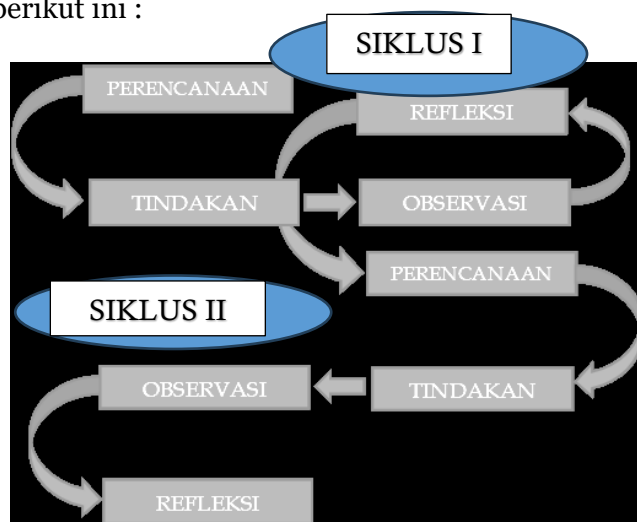 berikut ini :
SIKLUS I
PERENCANAAN
REFLEKSI
TINDAKAN
OBSERVASI
PERENCANAAN
SIKLUS II
OBSERVASI
TINDAKAN
REFLEKSI